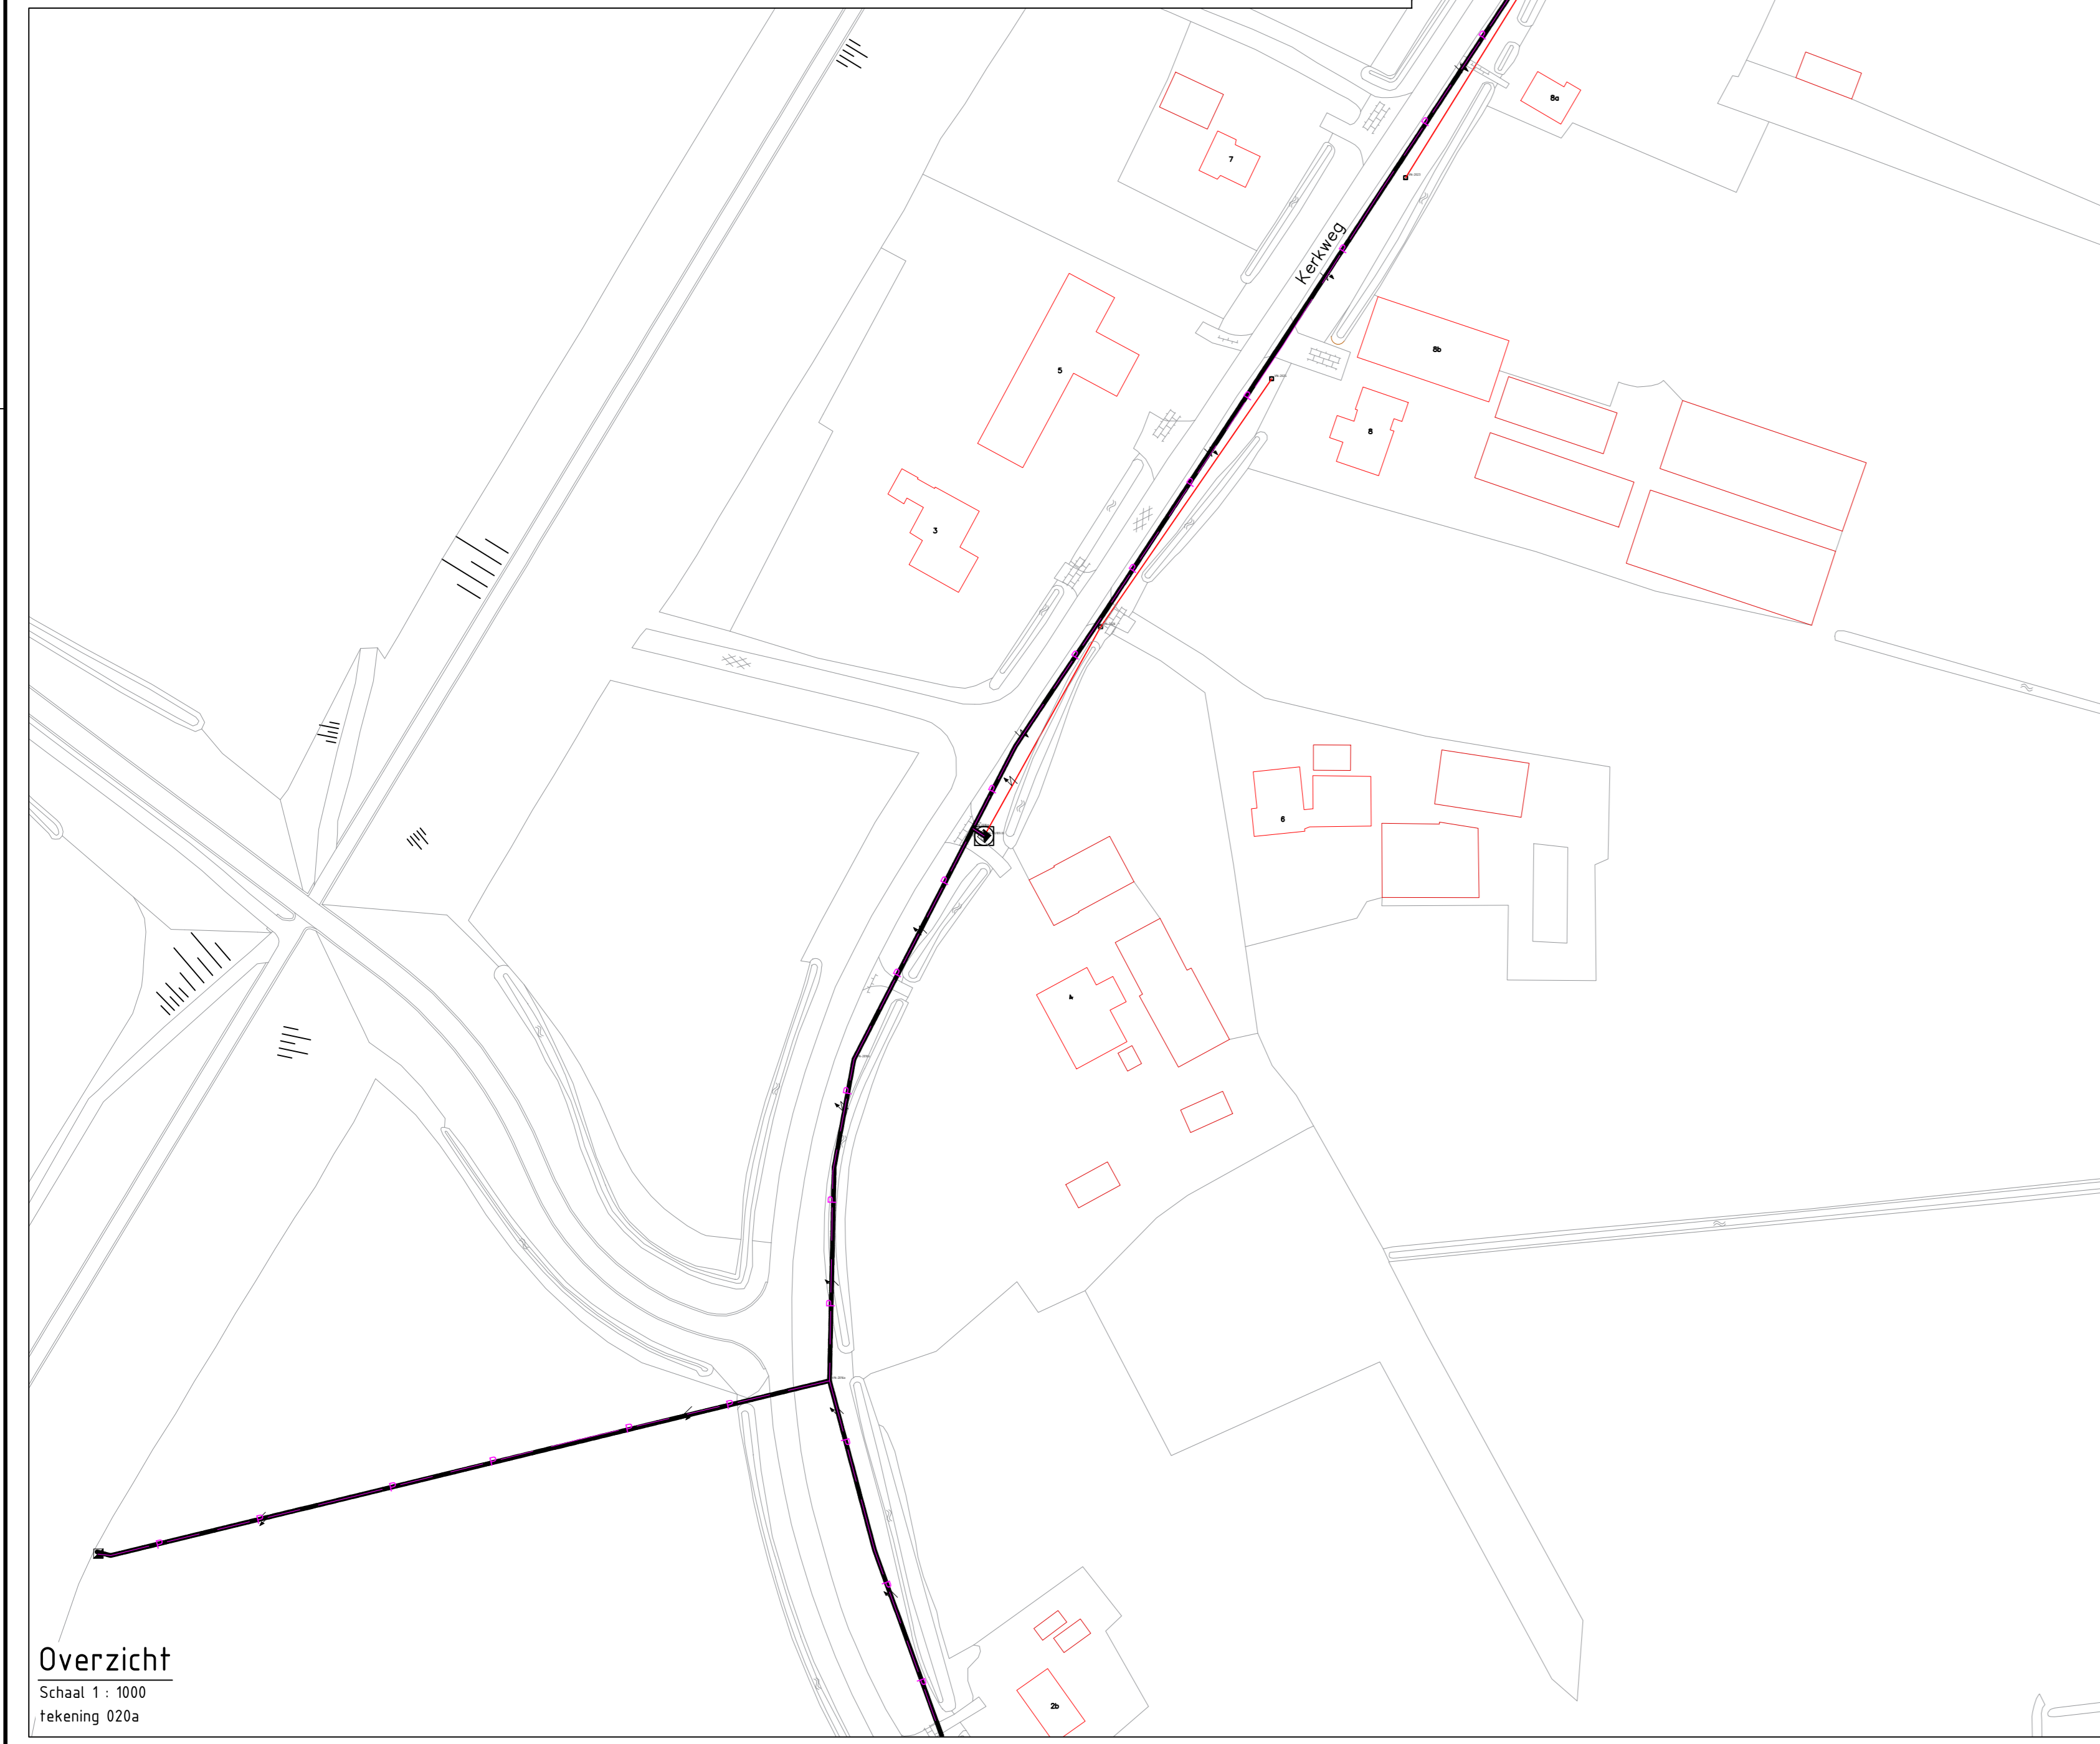 8a
7
Kerkweg
8b
5
8
3
6
4
Overzicht
Schaal 1 : 1000
tekening 020a
2b